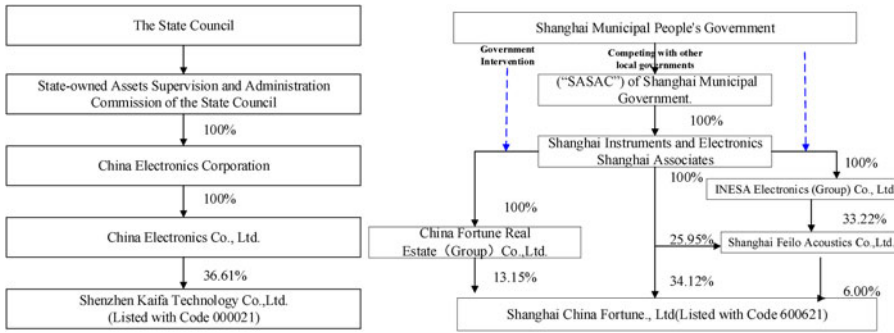 The State Council
State-owned Assets Supervision and Administration
Commission of the State Council
100%
China Electronics Corporation
100%
China Electronics Co., Ltd.
36.61%
Shenzhen Kaifa Technology Co.,Ltd.
(Listed with Code 000021)
Shanghai Municipal People's Government
Government
Intervention
Competing with other
local governments
(“SASAC”) of Shanghai Municipal
Government.
100%
Shanghai Instruments and Electronics
Shanghai Associates
100%
100%
100%
INESA Electronics (Group) Co., Ltd
33.22%
China Fortune Real
Estate（Group）Co.,Ltd.
25.95%
Shanghai Feilo Acoustics Co.,Ltd.
13.15%
34.12%
6.00%
Shanghai China Fortune., Ltd(Listed with Code 600621)